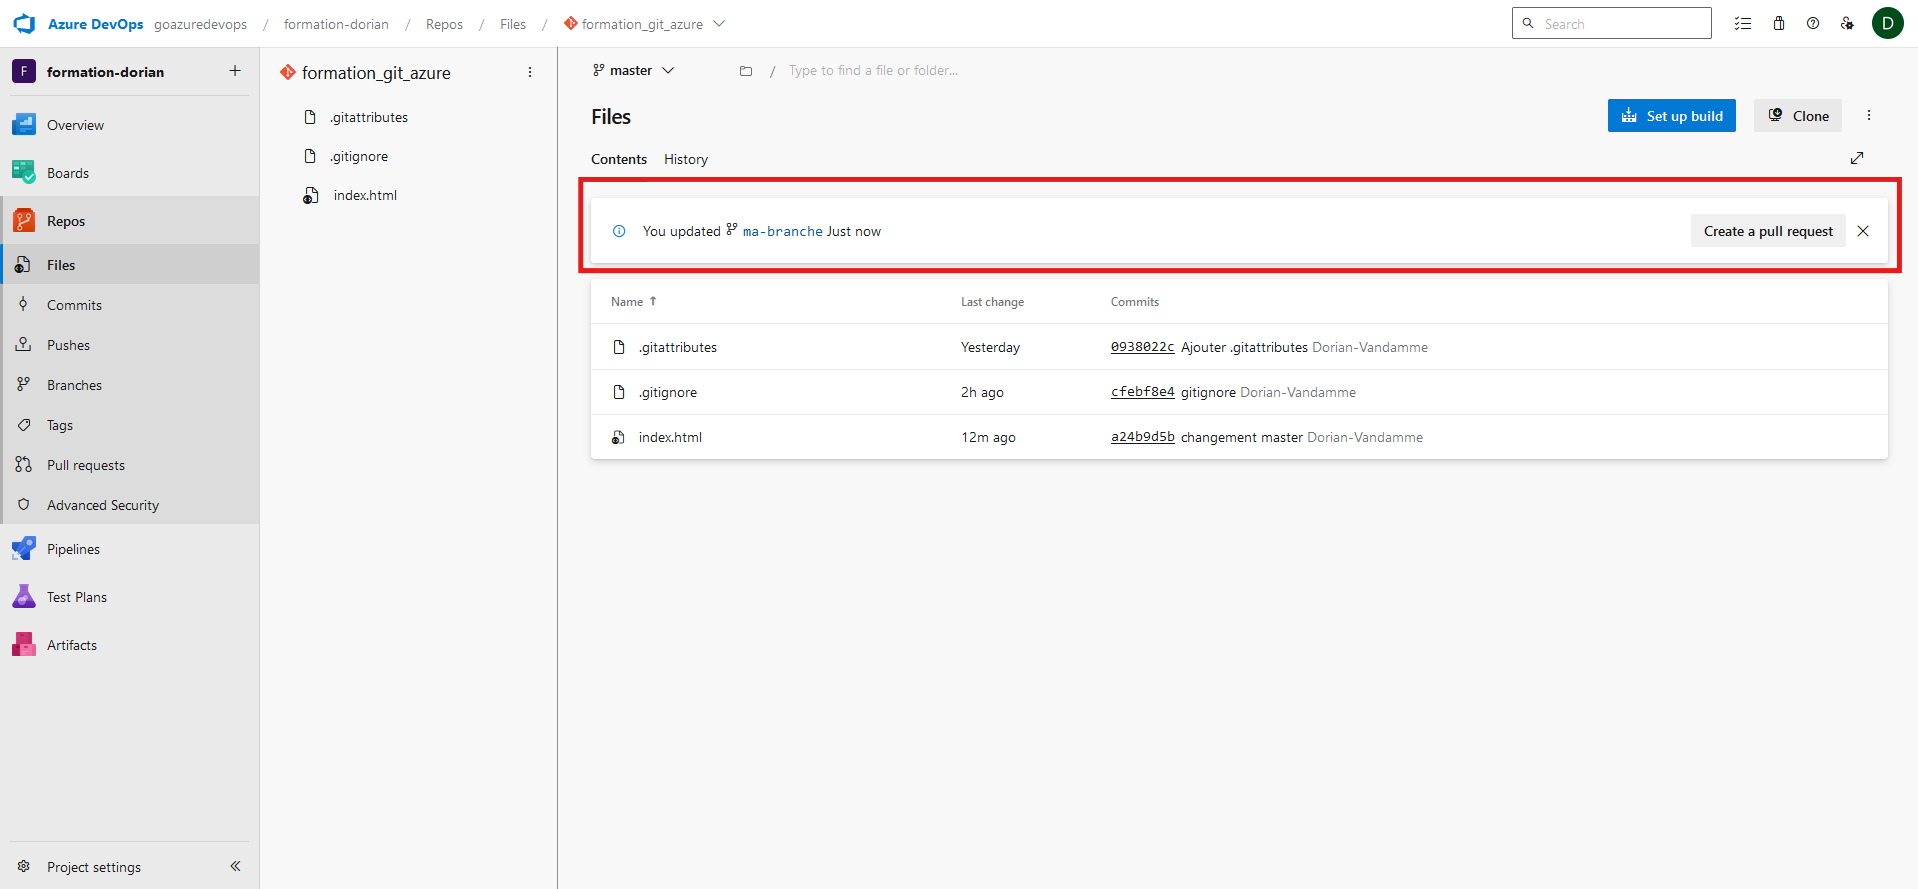 Azure DevOps goazuredevops / formation-dorian / Repos / Files / formation_git_azure
Search
D
F formation-dorian
Overview
Boards
Repos
Files
Commits
Pushes
Branches
Tags
Pull requests
Advanced Security
Pipelines
Test Plans
Artifacts
Project settings
formation_git_azure
.gitattributes
.gitignore
index.html
master / Type to find a file or folder...
Files
Set up build
Clone
Contents History
You updated ma-branche Just now
Create a pull request
Name Last change Commits
.gitattributes Yesterday 0938022c Ajouter .gitattributes Dorian-Vandamme
.gitignore 2h ago cfebf8e4 gitignore Dorian-Vandamme
index.html 12m ago a24b9d5b changement master Dorian-Vandamme